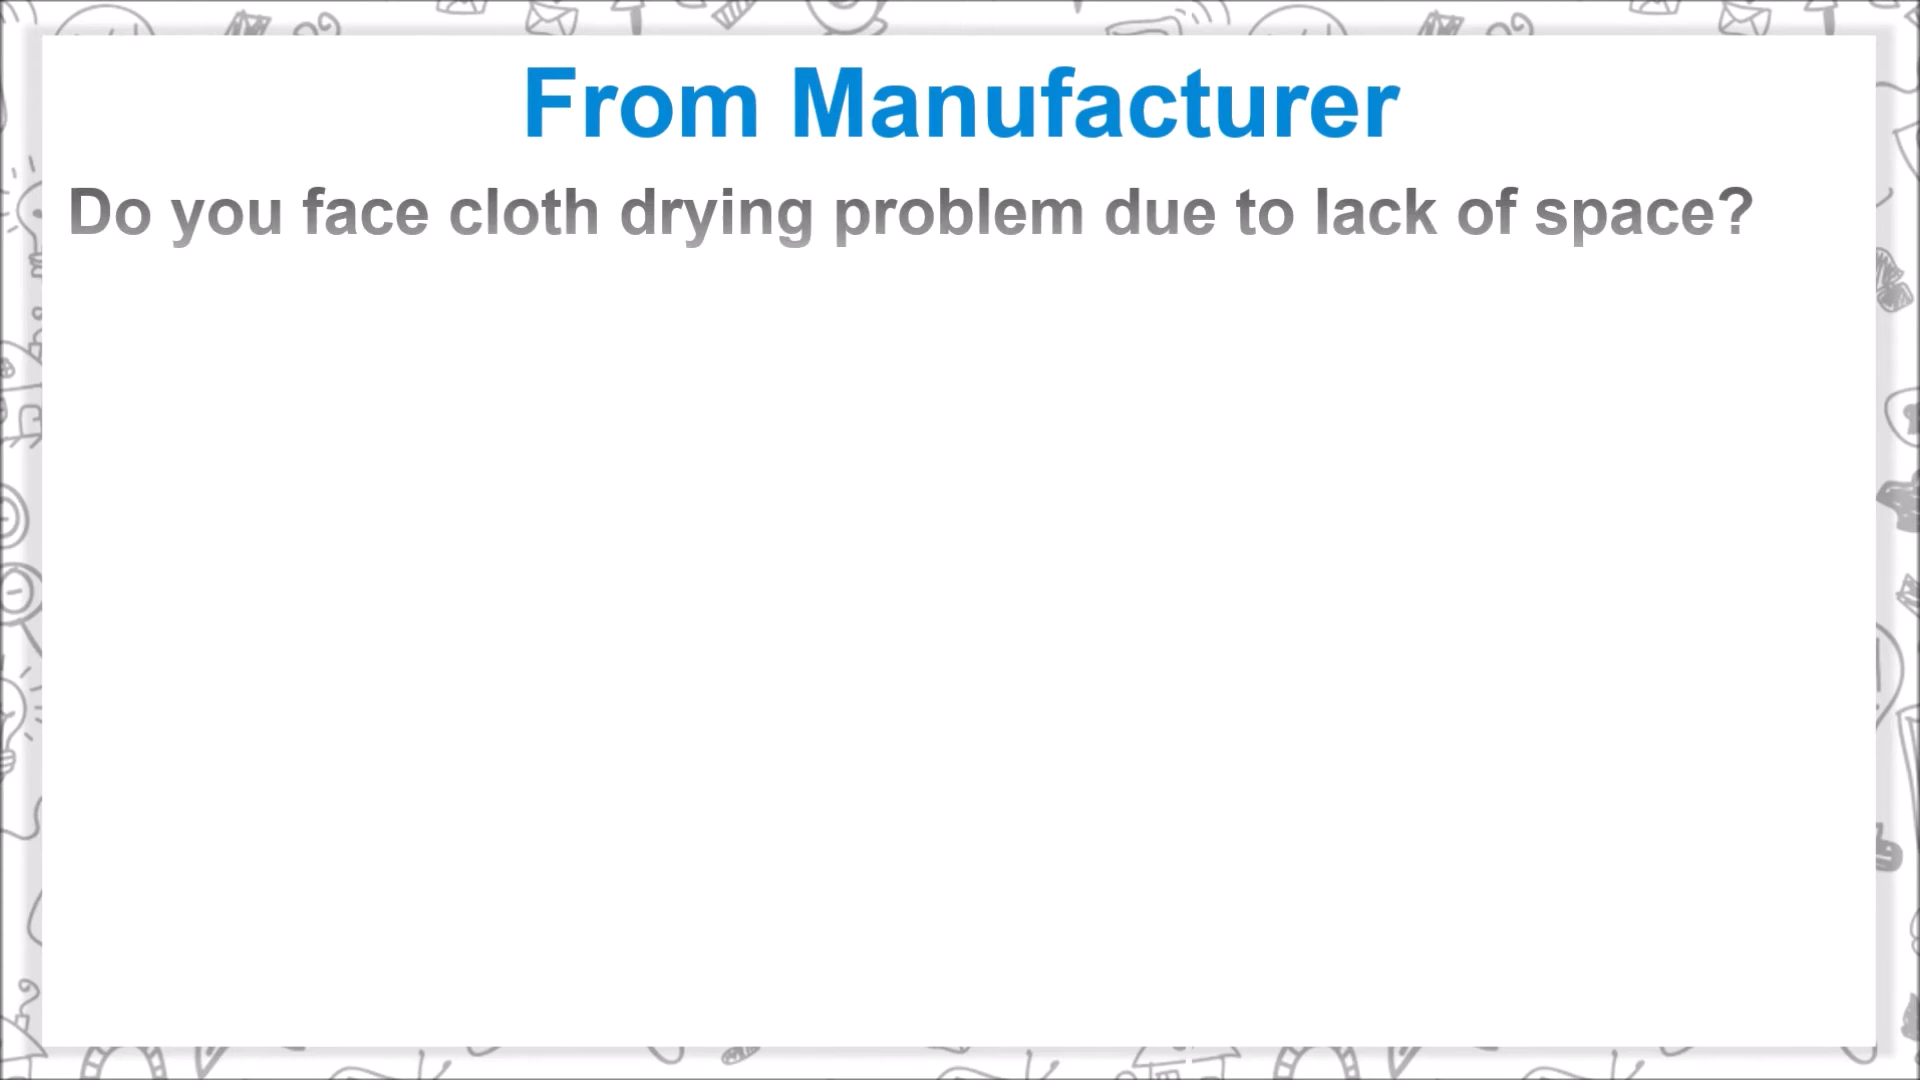 From Manufacturer
Do you face cloth drying problem due to lack of space?